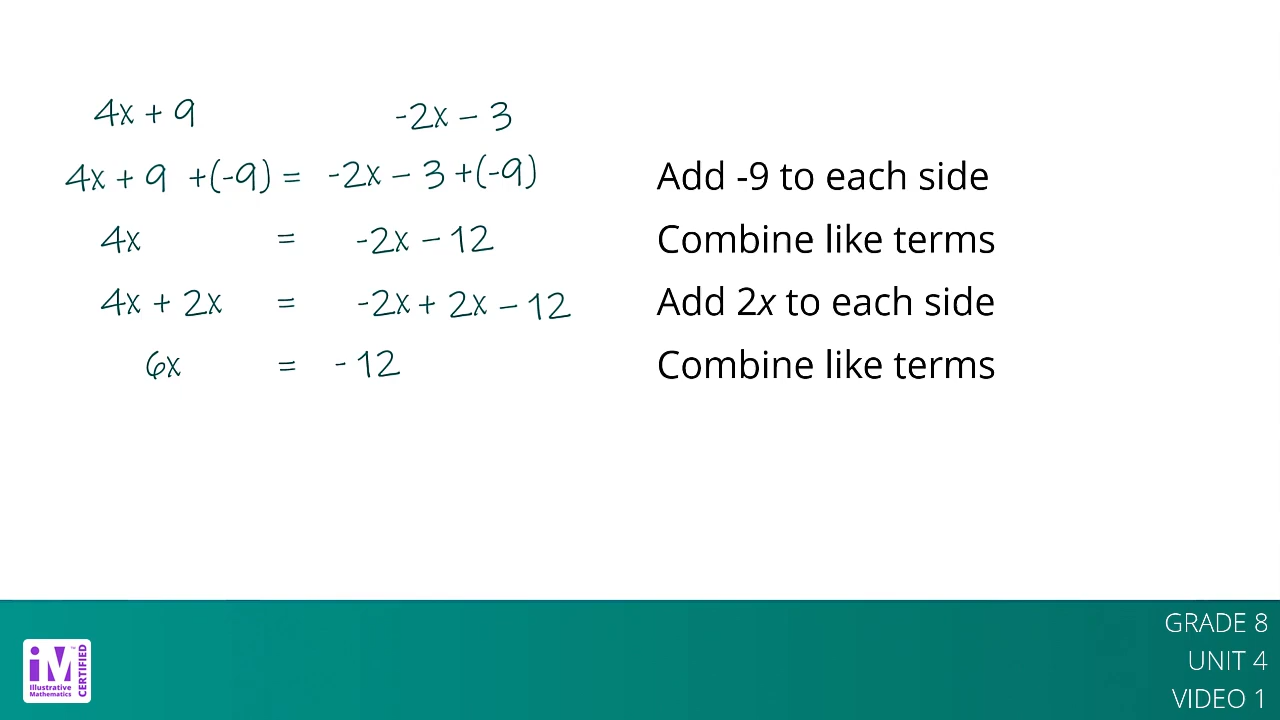 4x + 9 -2x – 3
4x + 9 +(-9) = -2x – 3 +(-9) Add -9 to each side
4x = -2x – 12 Combine like terms
4x + 2x = -2x + 2x – 12 Add 2x to each side
6x = -12 Combine like terms
iM™
Illustrative
Mathematics
CERTIFIED
GRADE 8
UNIT 4
VIDEO 1